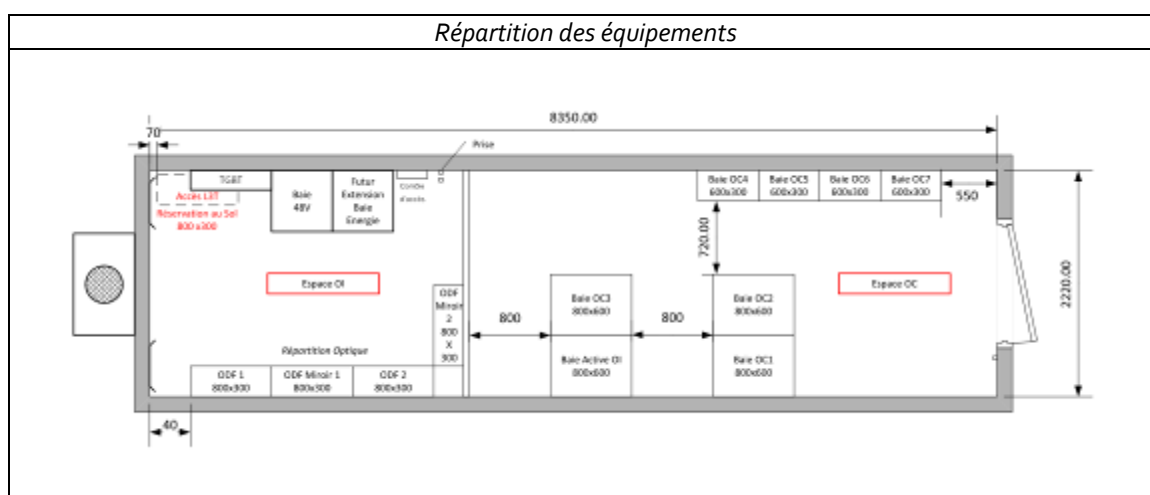 Répartition des équipements
8350.00
70
Prise
TGBT
Accès LBT
Réservation au Sol
800 x300
Baie
48V
Futur
Extension
Baie
Energie
Contôle
d'accès
Baie OC4
600x300
Baie OC5
600x300
Baie OC6
600x300
Baie OC7
600x300
550
720.00
2220.00
Espace OI
Espace OC
ODF
Miroir
2
800
X
300
800
Baie OC3
800x600
800
Baie OC2
800x600
Répartition Optique
Baie Active OI
800x600
Baie OC1
800x600
ODF 1
800x300
ODF Miroir 1
800x300
ODF 2
800x300
40